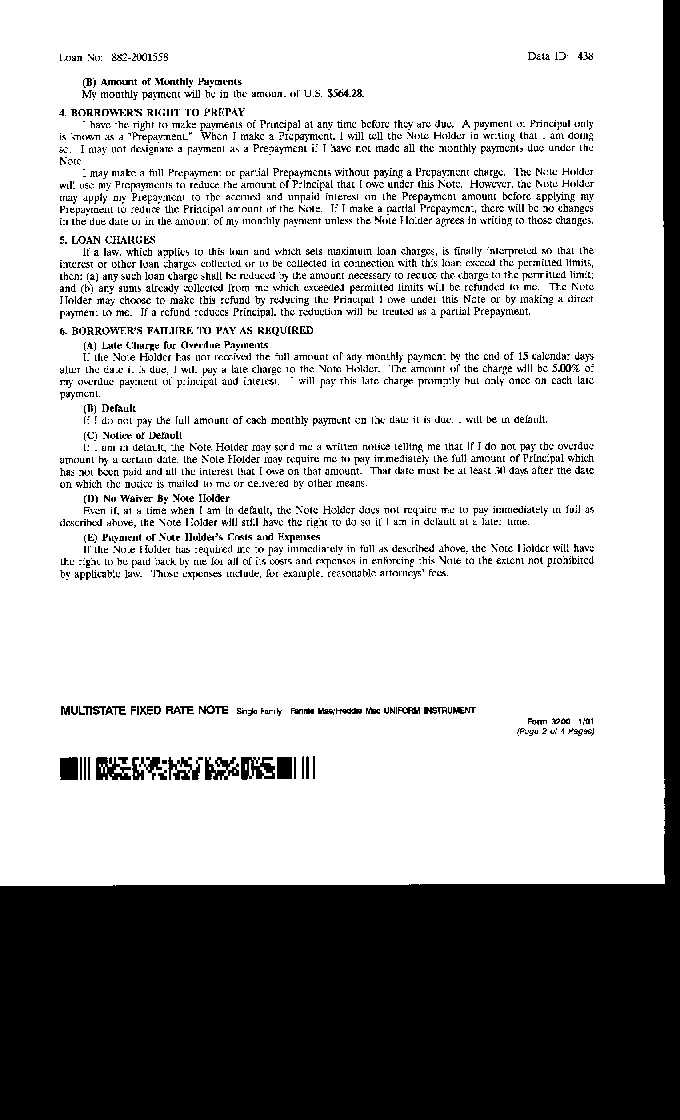 Loan No: 882-2001558 Data ID: 438
(B) Amount of Monthly Payments
My monthly payment will be in the amount of U.S. $564.28.
4. BORROWER'S RIGHT TO PREPAY
I have the right to make payments of Principal at any time before they are due. A payment of Principal only
is known as a "Prepayment." When I make a Prepayment, I will tell the Note Holder in writing that I am doing
so. I may not designate a payment as a Prepayment if I have not made all the monthly payments due under the
Note.
I may make a full Prepayment or partial Prepayments without paying a Prepayment charge. The Note Holder
will use my Prepayments to reduce the amount of Principal that I owe under this Note. However, the Note Holder
may apply my Prepayment to the accrued and unpaid interest on the Prepayment amount before applying my
Prepayment to reduce the Principal amount of the Note. If I make a partial Prepayment, there will be no changes
in the due date or in the amount of my monthly payment unless the Note Holder agrees in writing to those changes.
5. LOAN CHARGES
If a law, which applies to this loan and which sets maximum loan charges, is finally interpreted so that the
interest or other loan charges collected or to be collected in connection with this loan exceed the permitted limits,
then: (a) any such loan charge shall be reduced by the amount necessary to reduce the charge to the permitted limit;
and (b) any sums already collected from me which exceeded permitted limits will be refunded to me. The Note
Holder may choose to make this refund by reducing the Principal I owe under this Note or by making a direct
payment to me. If a refund reduces Principal, the reduction will be treated as a partial Prepayment.
6. BORROWER'S FAILURE TO PAY AS REQUIRED
(A) Late Charge for Overdue Payments
If the Note Holder has not received the full amount of any monthly payment by the end of 15 calendar days
after the date it is due, I will pay a late charge to the Note Holder. The amount of the charge will be 5.00% of
my overdue payment of principal and interest. I will pay this late charge promptly but only once on each late
payment.
(B) Default
If I do not pay the full amount of each monthly payment on the date it is due, I will be in default.
(C) Notice of Default
If I am in default, the Note Holder may send me a written notice telling me that if I do not pay the overdue
amount by a certain date, the Note Holder may require me to pay immediately the full amount of Principal which
has not been paid and all the interest that I owe on that amount. That date must be at least 30 days after the date
on which the notice is mailed to me or delivered by other means.
(D) No Waiver By Note Holder
Even if, at a time when I am in default, the Note Holder does not require me to pay immediately in full as
described above, the Note Holder will still have the right to do so if I am in default at a later time.
(E) Payment of Note Holder's Costs and Expenses
If the Note Holder has required me to pay immediately in full as described above, the Note Holder will have
the right to be paid back by me for all of its costs and expenses in enforcing this Note to the extent not prohibited
by applicable law. Those expenses include, for example, reasonable attorneys' fees.
MULTISTATE FIXED RATE NOTE Single Family Fannie Mae/Freddie Mac UNIFORM INSTRUMENT
Form 3200 1/01
(Page 2 of 4 Pages)